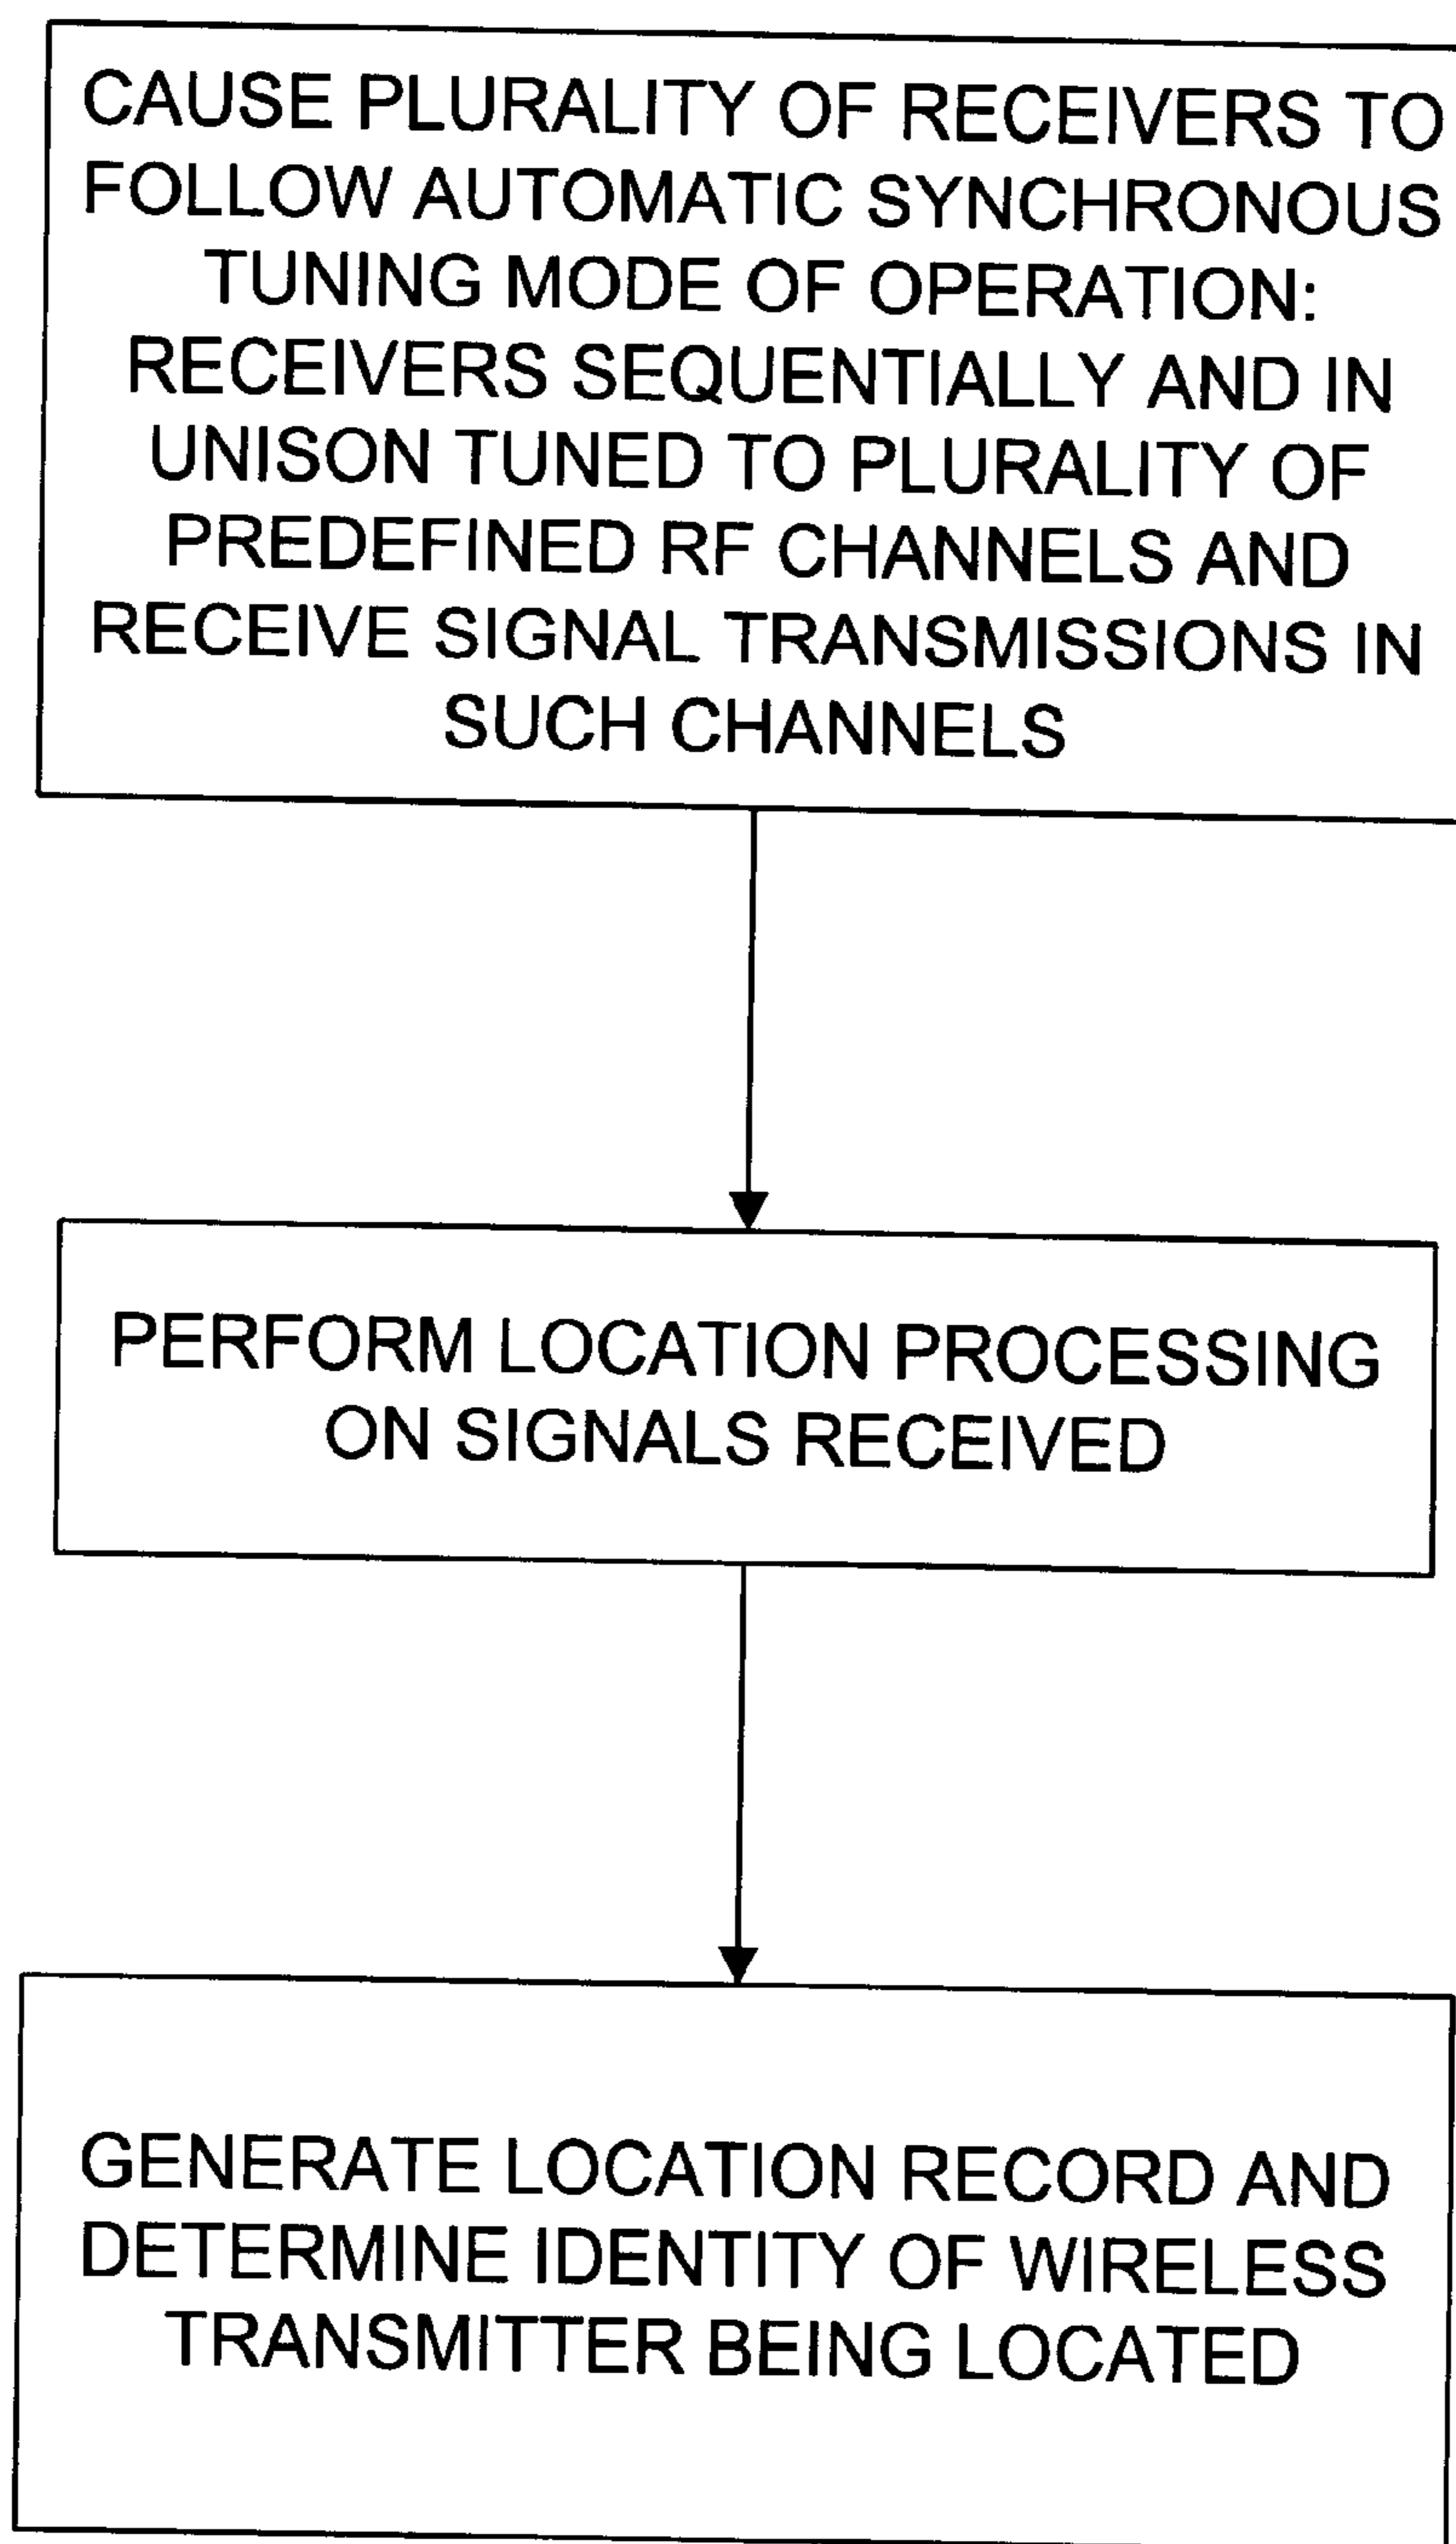 CAUSE PLURALITY OF RECEIVERS TO
FOLLOW AUTOMATIC SYNCHRONOUS
TUNING MODE OF OPERATION:
RECEIVERS SEQUENTIALLY AND IN
UNISON TUNED TO PLURALITY OF
PREDEFINED RF CHANNELS AND
RECEIVE SIGNAL TRANSMISSIONS IN
SUCH CHANNELS
PERFORM LOCATION PROCESSING
ON SIGNALS RECEIVED
GENERATE LOCATION RECORD AND
DETERMINE IDENTITY OF WIRELESS
TRANSMITTER BEING LOCATED